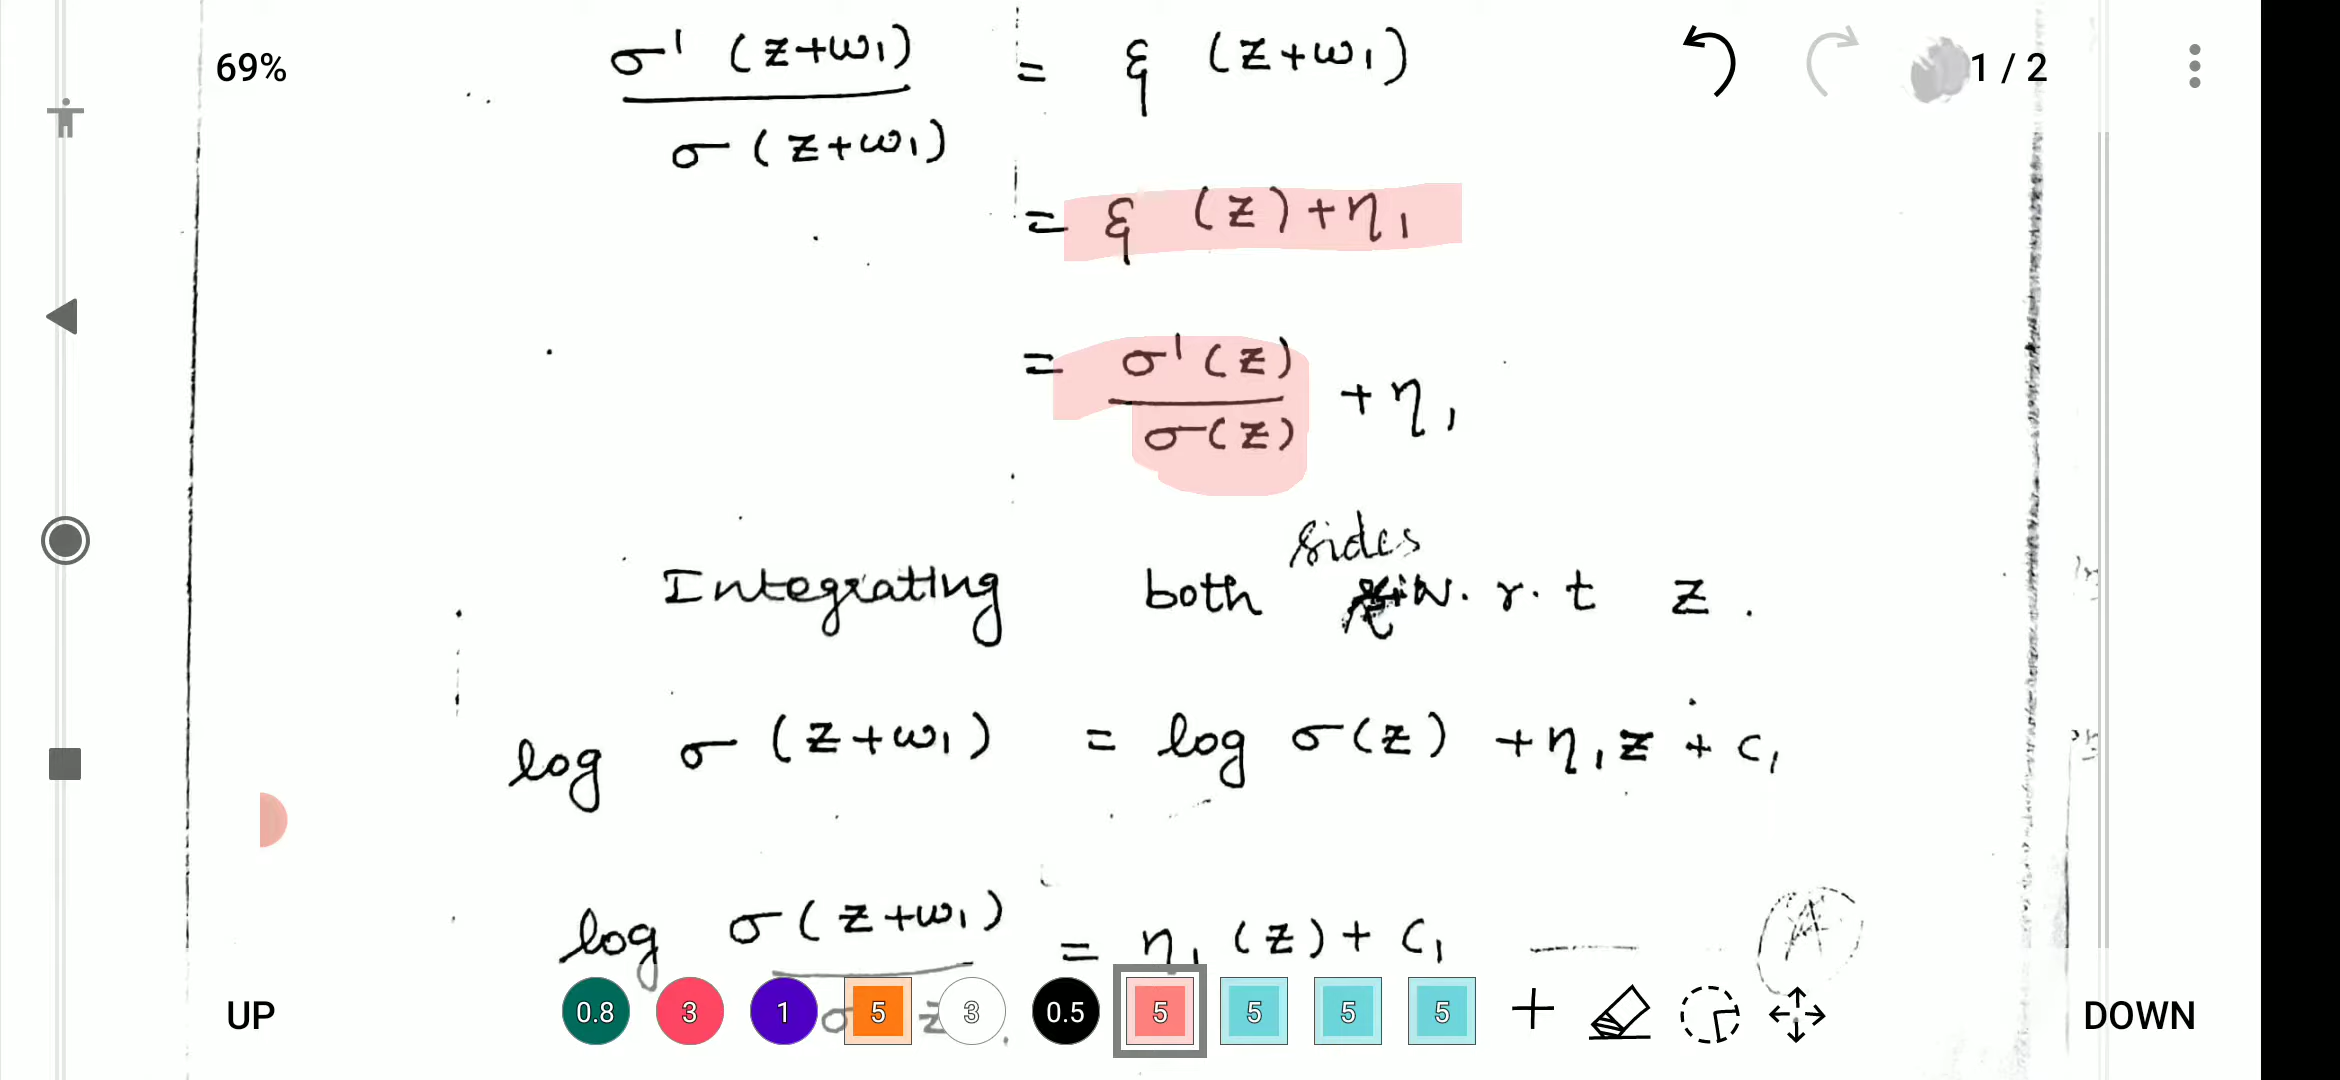 69%
1 / 2
σ' (z+ω₁) / σ (z+ω₁) = ξ (z+ω₁)
= ξ (z) + η₁
= σ'(z) / σ(z) + η₁
sides
Integrating both w.r.t z.
log σ (z+ω₁) = log σ(z) + η₁z + c₁
log σ(z+ω₁) = η₁ (z) + c₁ —— A
σ z
UP 0.8 3 1 5 3 0.5 5 5 5 5 DOWN